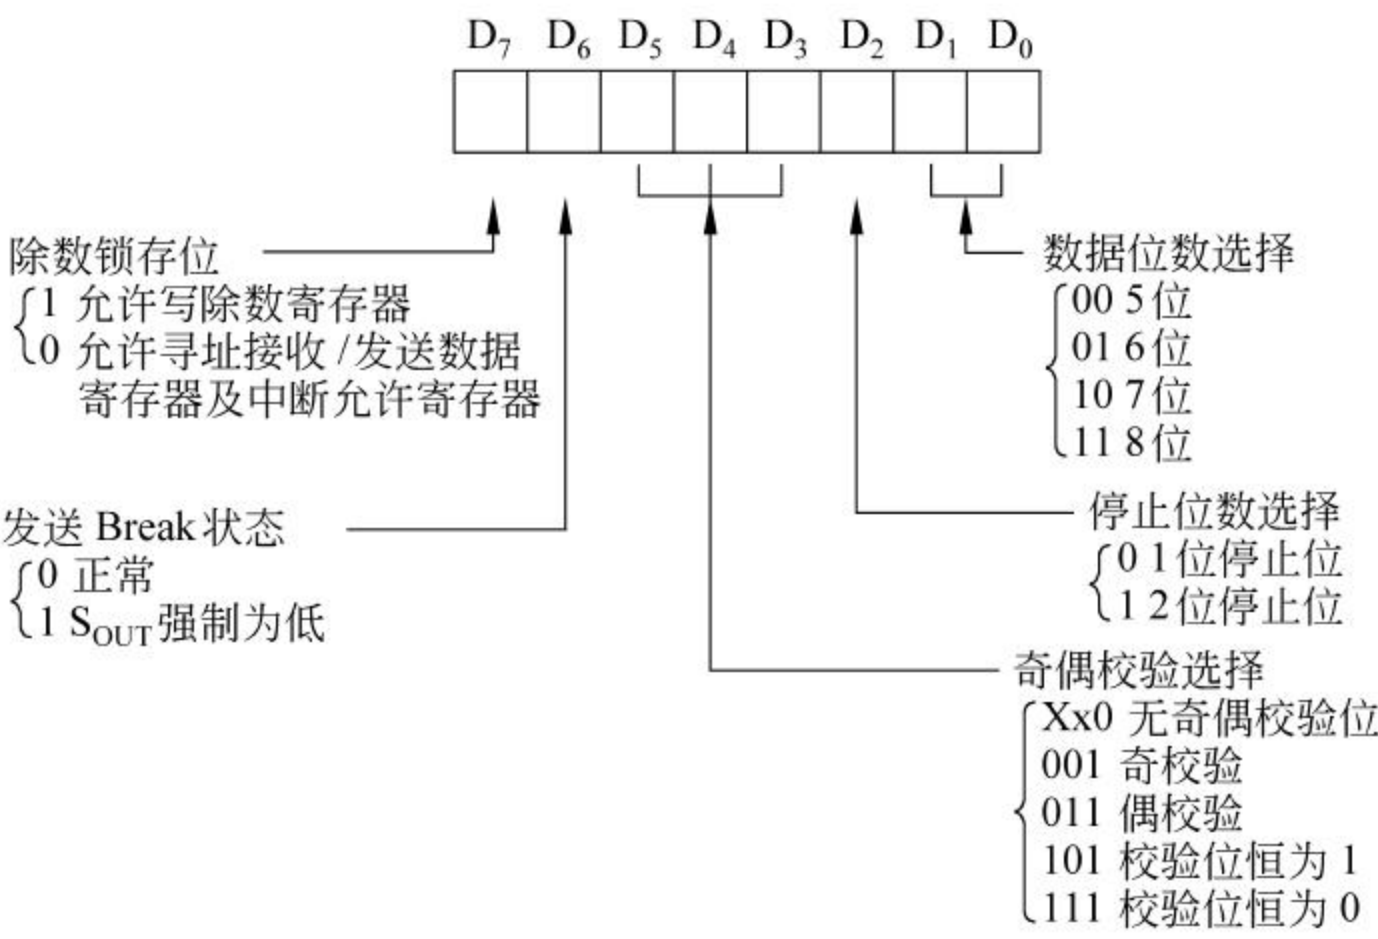 D₇ D₆ D₅ D₄ D₃ D₂ D₁ D₀
除数锁存位
1 允许写除数寄存器
0 允许寻址接收/发送数据
寄存器及中断允许寄存器
数据位数选择
00 5位
01 6位
10 7位
11 8位
发送 Break 状态
0 正常
1 S_OUT强制为低
停止位数选择
0 1位停止位
1 2位停止位
奇偶校验选择
Xx0 无奇偶校验位
001 奇校验
011 偶校验
101 校验位恒为 1
111 校验位恒为 0